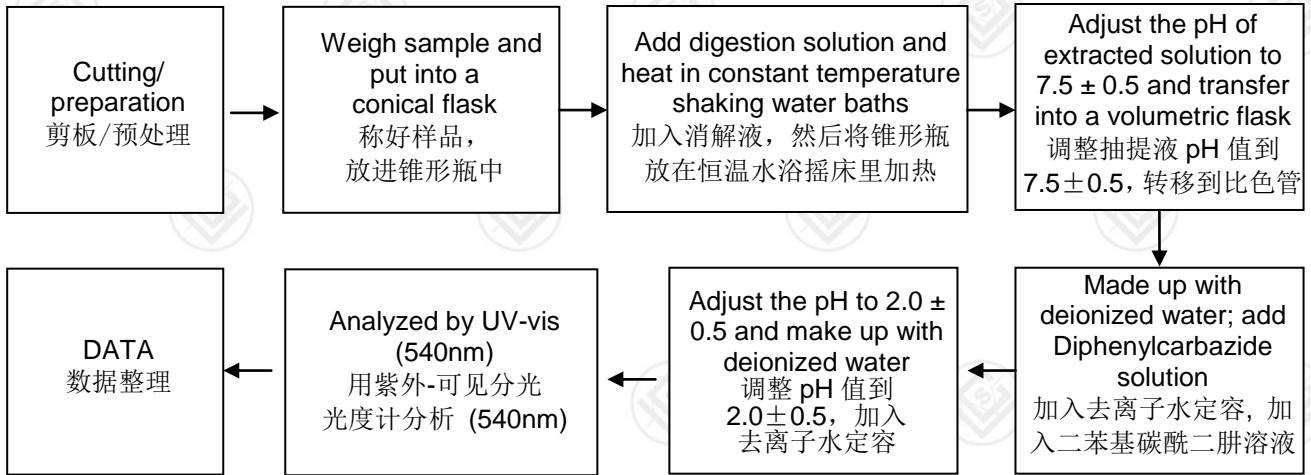 Cutting/
preparation
剪板/预处理
Weigh sample and
put into a
conical flask
称好样品，
放进锥形瓶中
Add digestion solution and
heat in constant temperature
shaking water baths
加入消解液，然后将锥形瓶
放在恒温水浴摇床里加热
Adjust the pH of
extracted solution to
7.5 ± 0.5 and transfer
into a volumetric flask
调整抽提液 pH 值到
7.5±0.5，转移到比色管
Made up with
deionized water; add
Diphenylcarbazide
solution
加入去离子水定容, 加
入二苯基碳酰二肼溶液
Adjust the pH to 2.0 ±
0.5 and make up with
deionized water
调整 pH 值到
2.0±0.5，加入
去离子水定容
Analyzed by UV-vis
(540nm)
用紫外-可见分光
光度计分析 (540nm)
DATA
数据整理